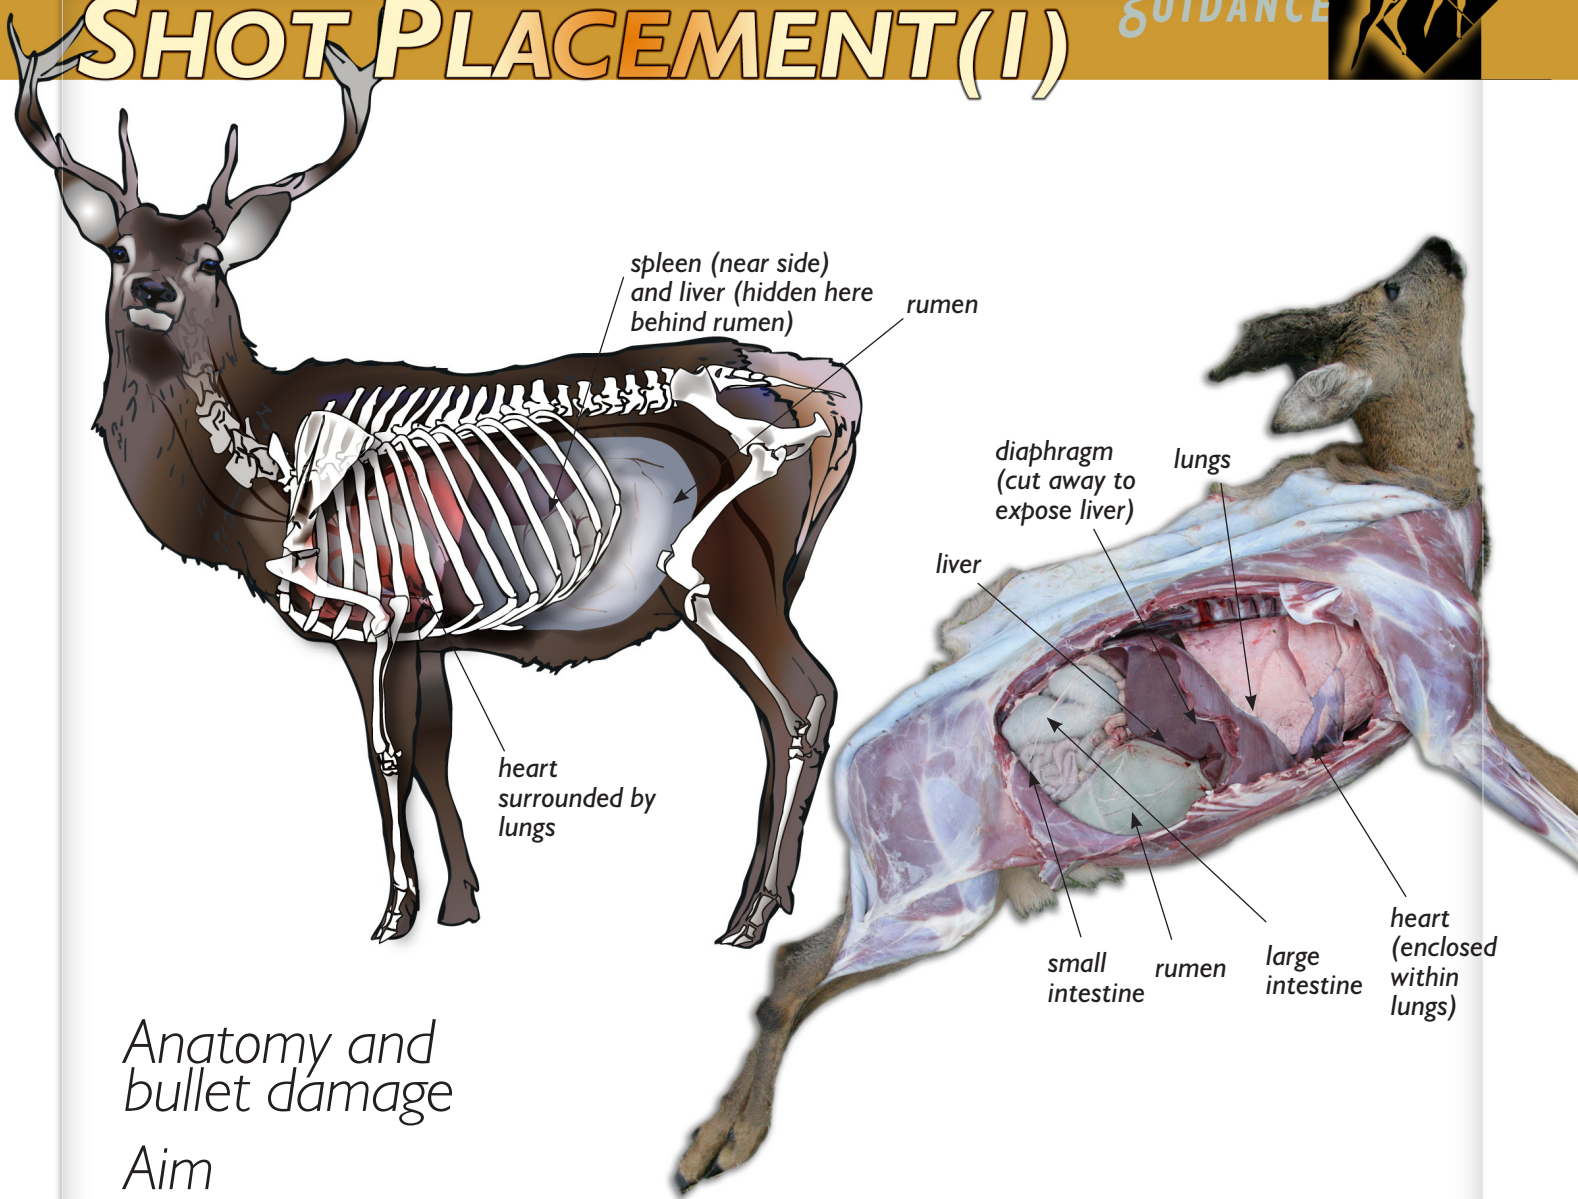 SHOT PLACEMENT(1)
GUIDANCE
spleen (near side)
and liver (hidden here
behind rumen)
rumen
diaphragm
(cut away to
expose liver)
lungs
liver
heart
surrounded by
lungs
small
intestine
rumen
large
intestine
heart
(enclosed
within
lungs)
Anatomy and
bullet damage
Aim